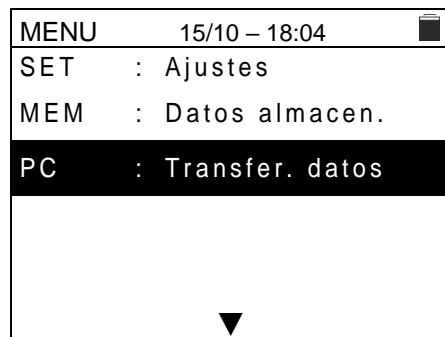 MENU 15/10 – 18:04
SET : Ajustes
MEM : Datos almacen.
PC : Transfer. datos